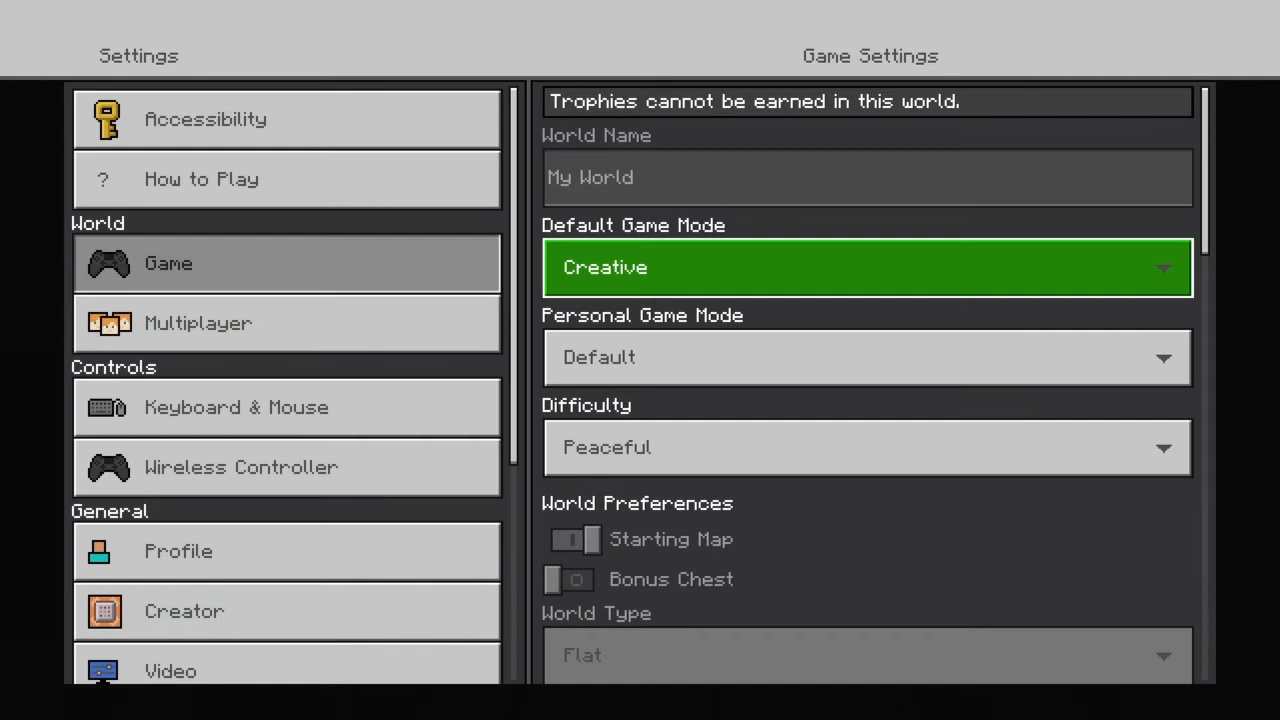 Settings
Game Settings
Accessibility
? How to Play
World
Game
Multiplayer
Controls
Keyboard & Mouse
Wireless Controller
General
Profile
Creator
Video
Trophies cannot be earned in this world.
World Name
My World
Default Game Mode
Creative
Personal Game Mode
Default
Difficulty
Peaceful
World Preferences
Starting Map
Bonus Chest
World Type
Flat